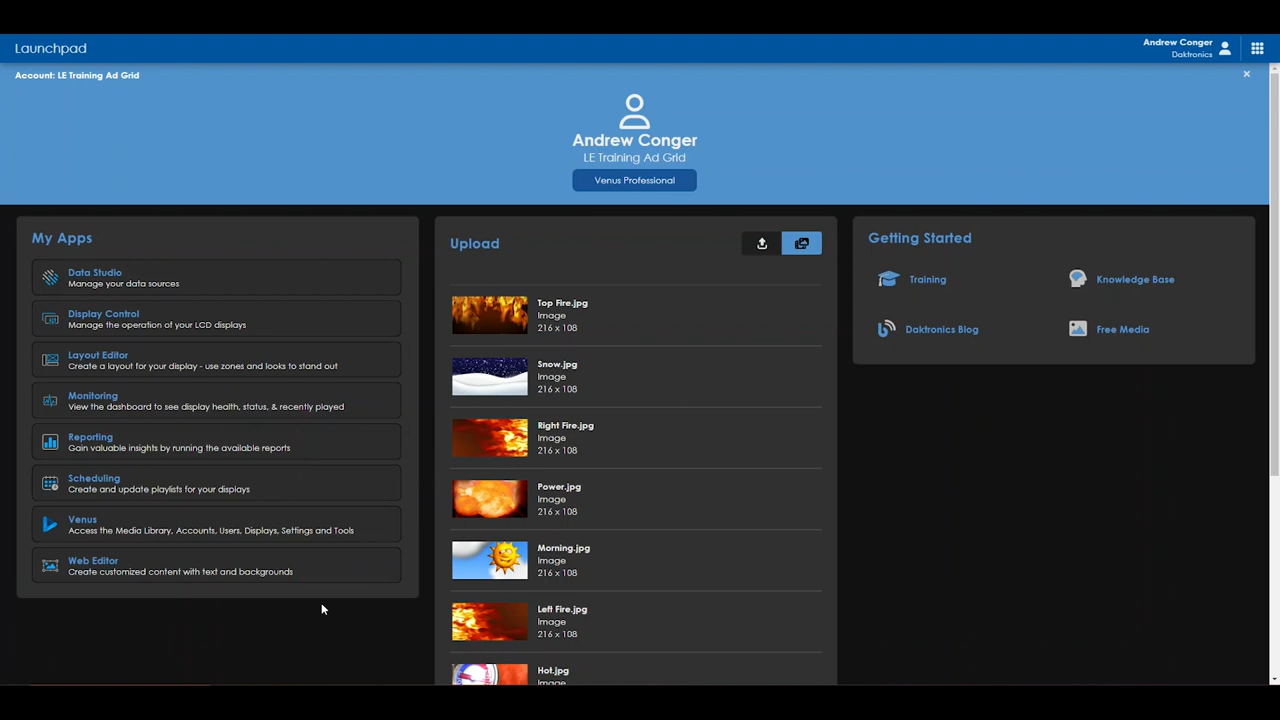 Launchpad
Andrew Conger
Daktronics
Account: LE Training Ad Grid
Andrew Conger
LE Training Ad Grid
Venus Professional
My Apps
Data Studio
Manage your data sources
Display Control
Manage the operation of your LCD displays
Layout Editor
Create a layout for your display - use zones and looks to stand out
Monitoring
View the dashboard to see display health, status, & recently played
Reporting
Gain valuable insights by running the available reports
Scheduling
Create and update playlists for your displays
Venus
Access the Media Library, Accounts, Users, Displays, Settings and Tools
Web Editor
Create customized content with text and backgrounds
Upload
Top Fire.jpg
Image
216 x 108
Snow.jpg
Image
216 x 108
Right Fire.jpg
Image
216 x 108
Power.jpg
Image
216 x 108
Morning.jpg
Image
216 x 108
Left Fire.jpg
Image
216 x 108
Hot.jpg
Image
Getting Started
Training
Knowledge Base
Daktronics Blog
Free Media